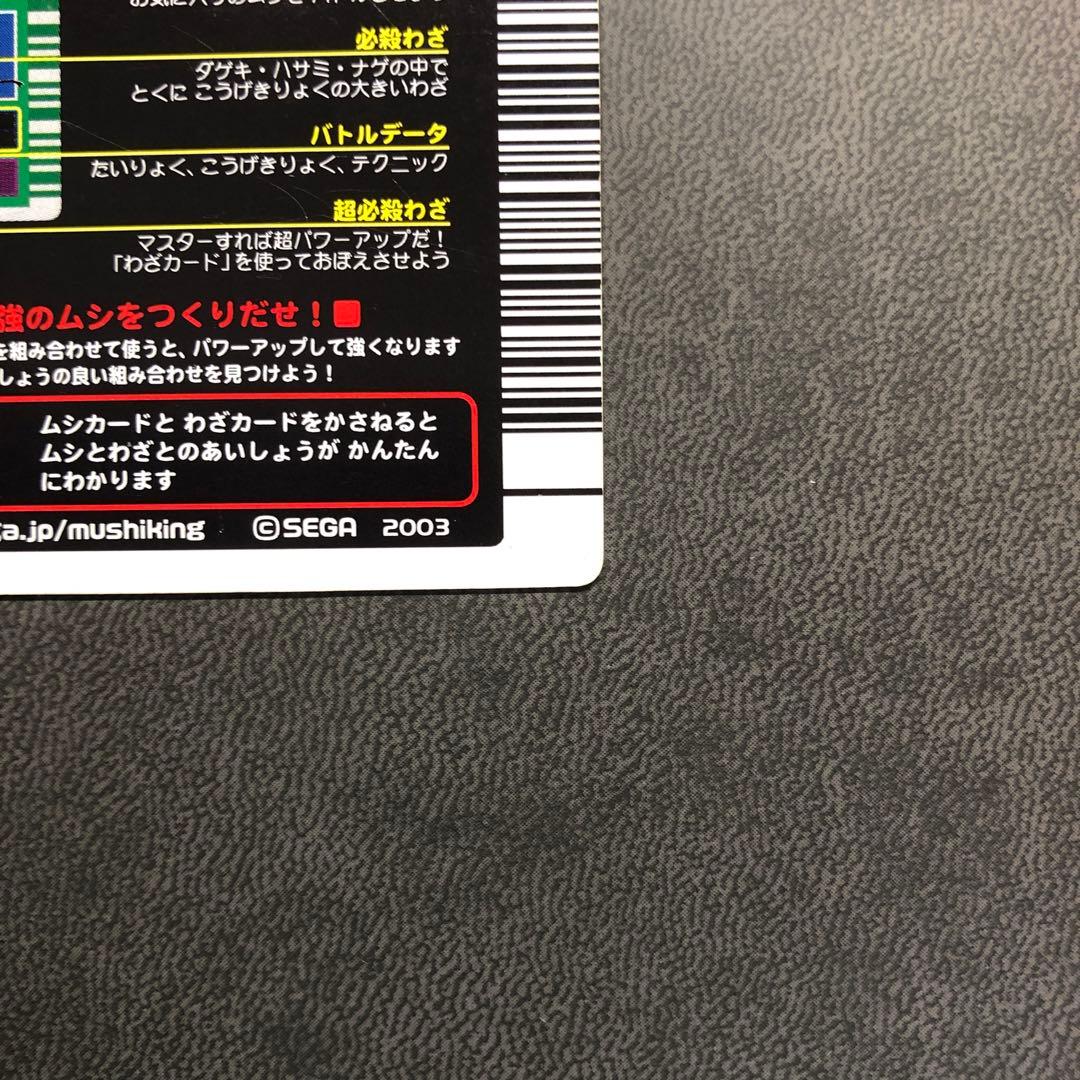 必殺わざ
ダゲキ・ハサミ・ナゲの中で
とくに こうげきりょくの大きいわざ
バトルデータ
たいりょく、こうげきりょく、テクニック
超必殺わざ
マスターすれば超パワーアップだ！
「わざカード」を使っておぼえさせよう
強のムシをつくりだせ！
を組み合わせて使うと、パワーアップして強くなります
しょうの良い組み合わせを見つけよう！
ムシカードと わざカードをかさねると
ムシとわざとのあいしょうが かんたん
にわかります
ga.jp/mushiking ©SEGA 2003